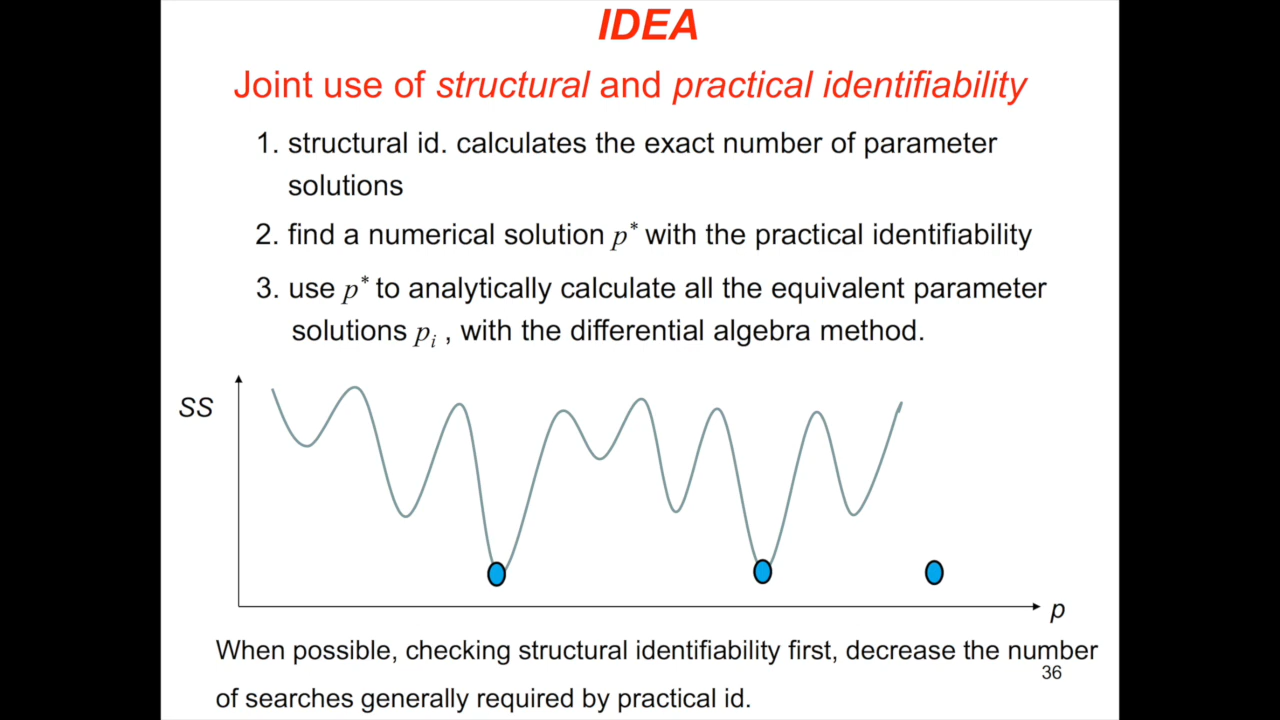 IDEA
Joint use of structural and practical identifiability
1. structural id. calculates the exact number of parameter
solutions
2. find a numerical solution p* with the practical identifiability
3. use p* to analytically calculate all the equivalent parameter
solutions pᵢ , with the differential algebra method.
SS
p
When possible, checking structural identifiability first, decrease the number
36
of searches generally required by practical id.